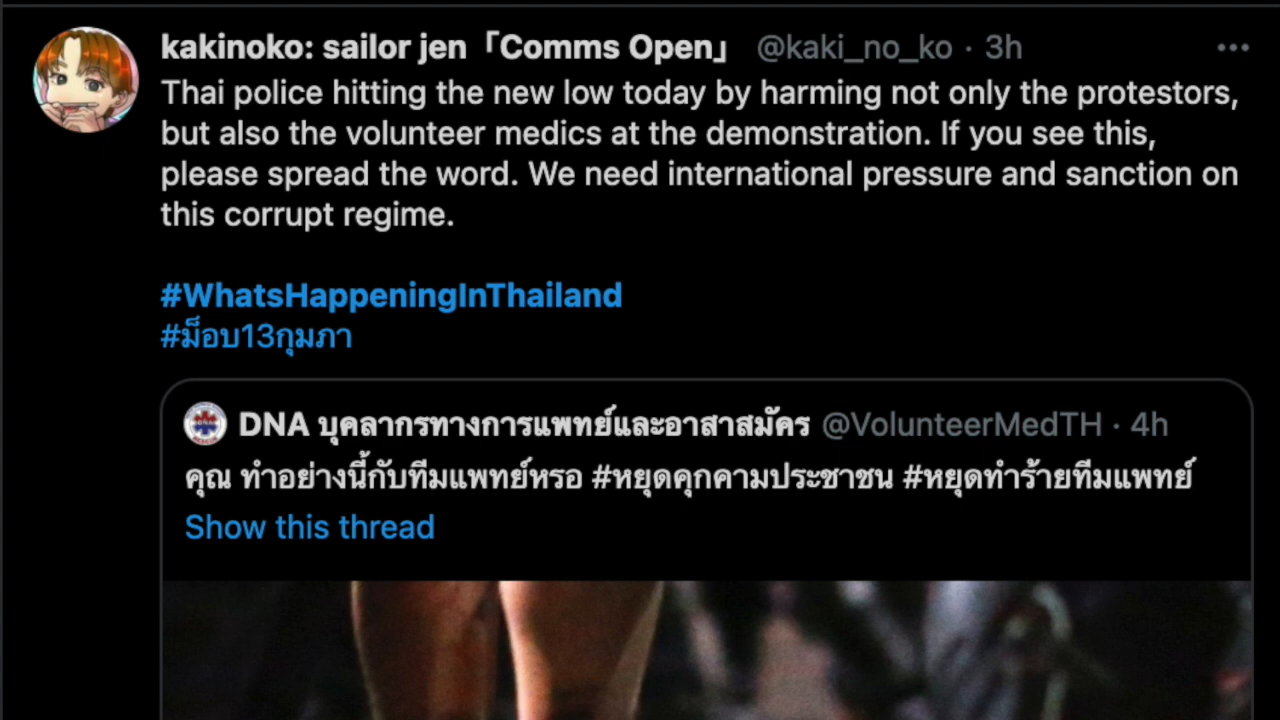 kakinoko: sailor jen「Comms Open」 @kaki_no_ko · 3h
Thai police hitting the new low today by harming not only the protestors,
but also the volunteer medics at the demonstration. If you see this,
please spread the word. We need international pressure and sanction on
this corrupt regime.
#WhatsHappeningInThailand
#ม็อบ13กุมภา
DNA บุคลากรทางการแพทย์และอาสาสมัคร @VolunteerMedTH · 4h
คุณ ทำอย่างนี้กับทีมแพทย์หรอ #หยุดคุกคามประชาชน #หยุดทำร้ายทีมแพทย์
Show this thread